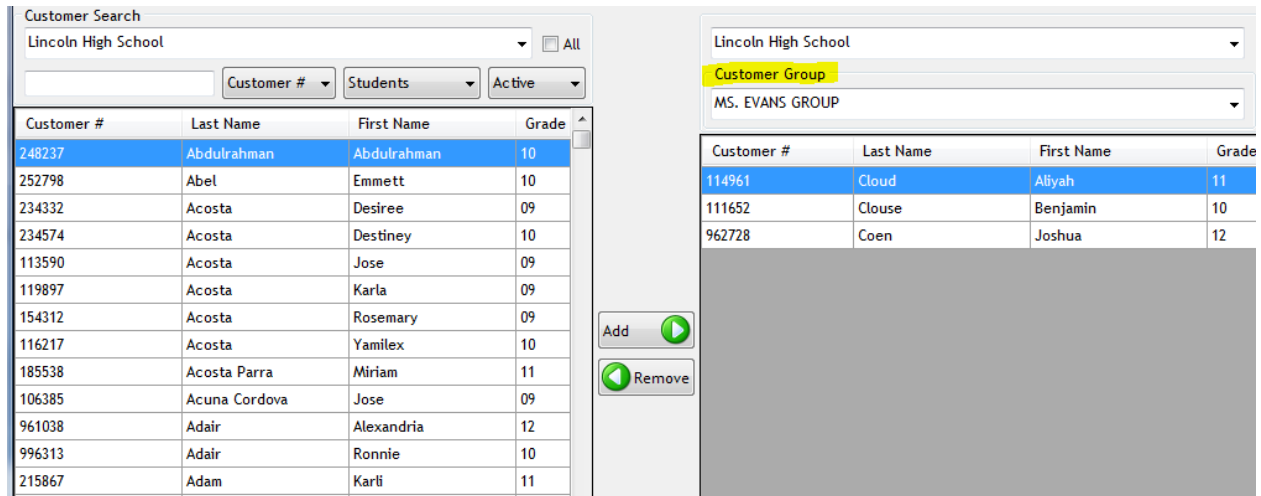 Customer Search
Lincoln High School
All
Customer # Students Active
Customer # Last Name First Name Grade
248237 Abdulrahman Abdulrahman 10
252798 Abel Emmett 10
234332 Acosta Desiree 09
234574 Acosta Destiney 10
113590 Acosta Jose 09
119897 Acosta Karla 09
154312 Acosta Rosemary 09
116217 Acosta Yamilex 10
185538 Acosta Parra Miriam 11
106385 Acuna Cordova Jose 09
961038 Adair Alexandria 12
996313 Adair Ronnie 10
215867 Adam Karli 11
Add
Remove
Lincoln High School
Customer Group
MS. EVANS GROUP
Customer # Last Name First Name Grade
114961 Cloud Aliyah 11
111652 Clouse Benjamin 10
962728 Coen Joshua 12